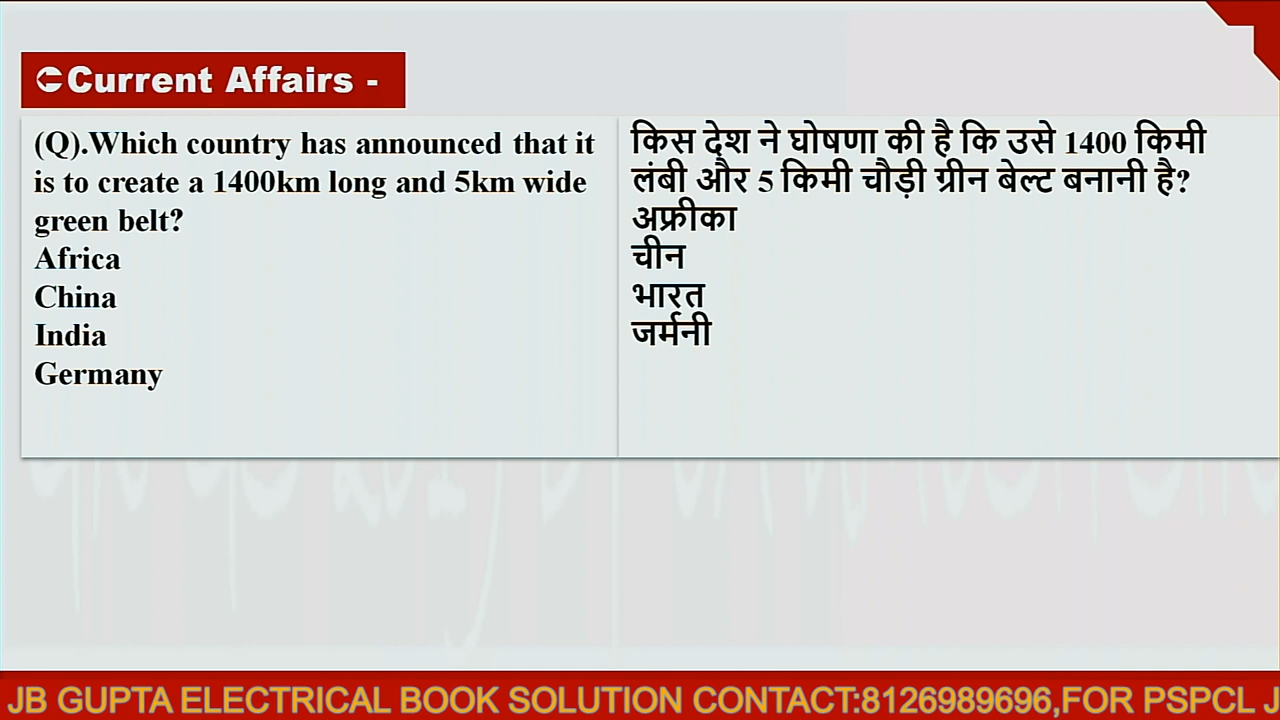 Current Affairs -
(Q).Which country has announced that it
is to create a 1400km long and 5km wide
green belt?
Africa
China
India
Germany
किस देश ने घोषणा की है कि उसे 1400 किमी
लंबी और 5 किमी चौड़ी ग्रीन बेल्ट बनानी है?
अफ्रीका
चीन
भारत
जर्मनी
JB GUPTA ELECTRICAL BOOK SOLUTION CONTACT:8126989696,FOR PSPCL J